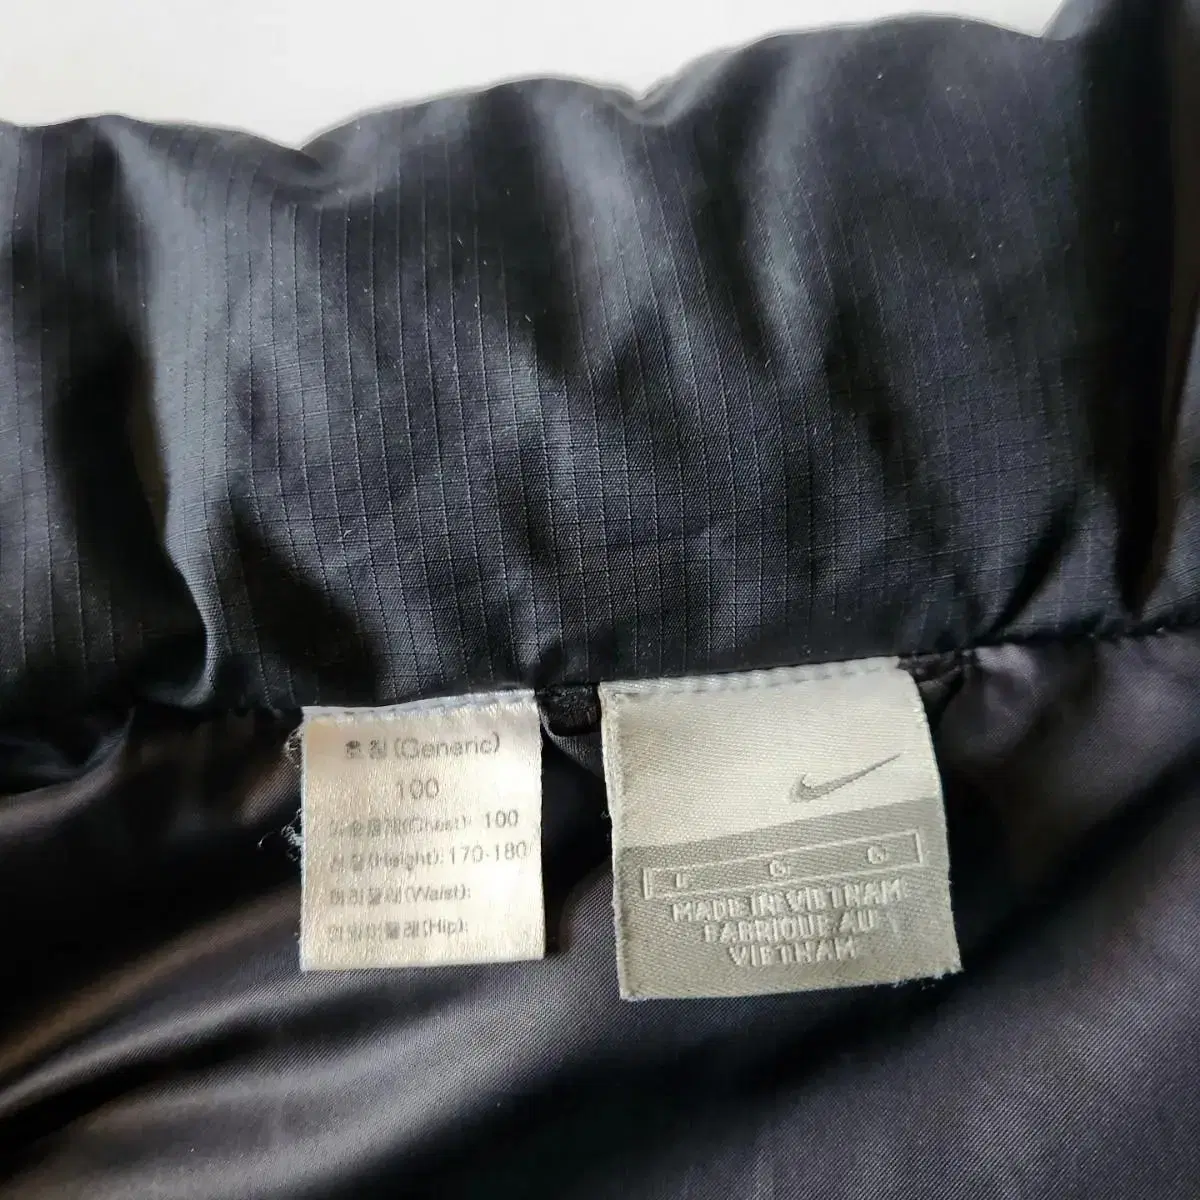 호칭(Generic)
100
가슴둘레(Chest): 100
신장(Height): 170-180
허리둘레(Waist):
엉덩이둘레(Hip):
L G G
MADE IN VIETNAM
FABRIQUE AU
VIETNAM